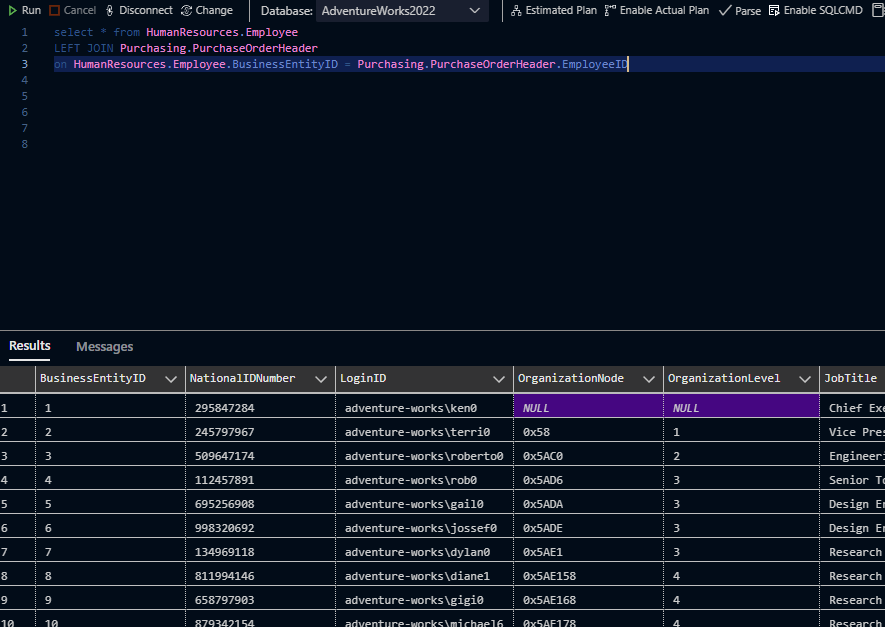 Run Cancel Disconnect Change Database: AdventureWorks2022 Estimated Plan Enable Actual Plan Parse Enable SQLCMD
1 select * from HumanResources.Employee
2 LEFT JOIN Purchasing.PurchaseOrderHeader
3 on HumanResources.Employee.BusinessEntityID = Purchasing.PurchaseOrderHeader.EmployeeID
4
5
6
7
8
Results Messages
BusinessEntityID NationalIDNumber LoginID OrganizationNode OrganizationLevel JobTitle
1 1 295847284 adventure-works\ken0 NULL NULL Chief Exe
2 2 245797967 adventure-works\terri0 0x58 1 Vice Pres
3 3 509647174 adventure-works\roberto0 0x5AC0 2 Engineeri
4 4 112457891 adventure-works\rob0 0x5AD6 3 Senior To
5 5 695256908 adventure-works\gail0 0x5ADA 3 Design En
6 6 998320692 adventure-works\jossef0 0x5ADE 3 Design En
7 7 134969118 adventure-works\dylan0 0x5AE1 3 Research
8 8 811994146 adventure-works\diane1 0x5AE158 4 Research
9 9 658797903 adventure-works\gigi0 0x5AE168 4 Research
10 10 879342154 adventure-works\michael6 0x5AE178 4 Research